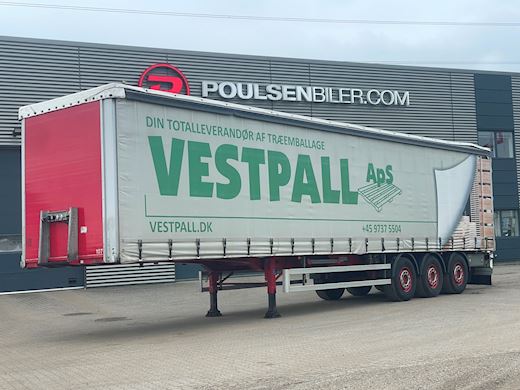 POULSENBILER.COM
DIN TOTALLEVERANDØR AF TRÆEMBALLAGE
VESTPALL ApS
VESTPALL.DK
+45 9737 5504